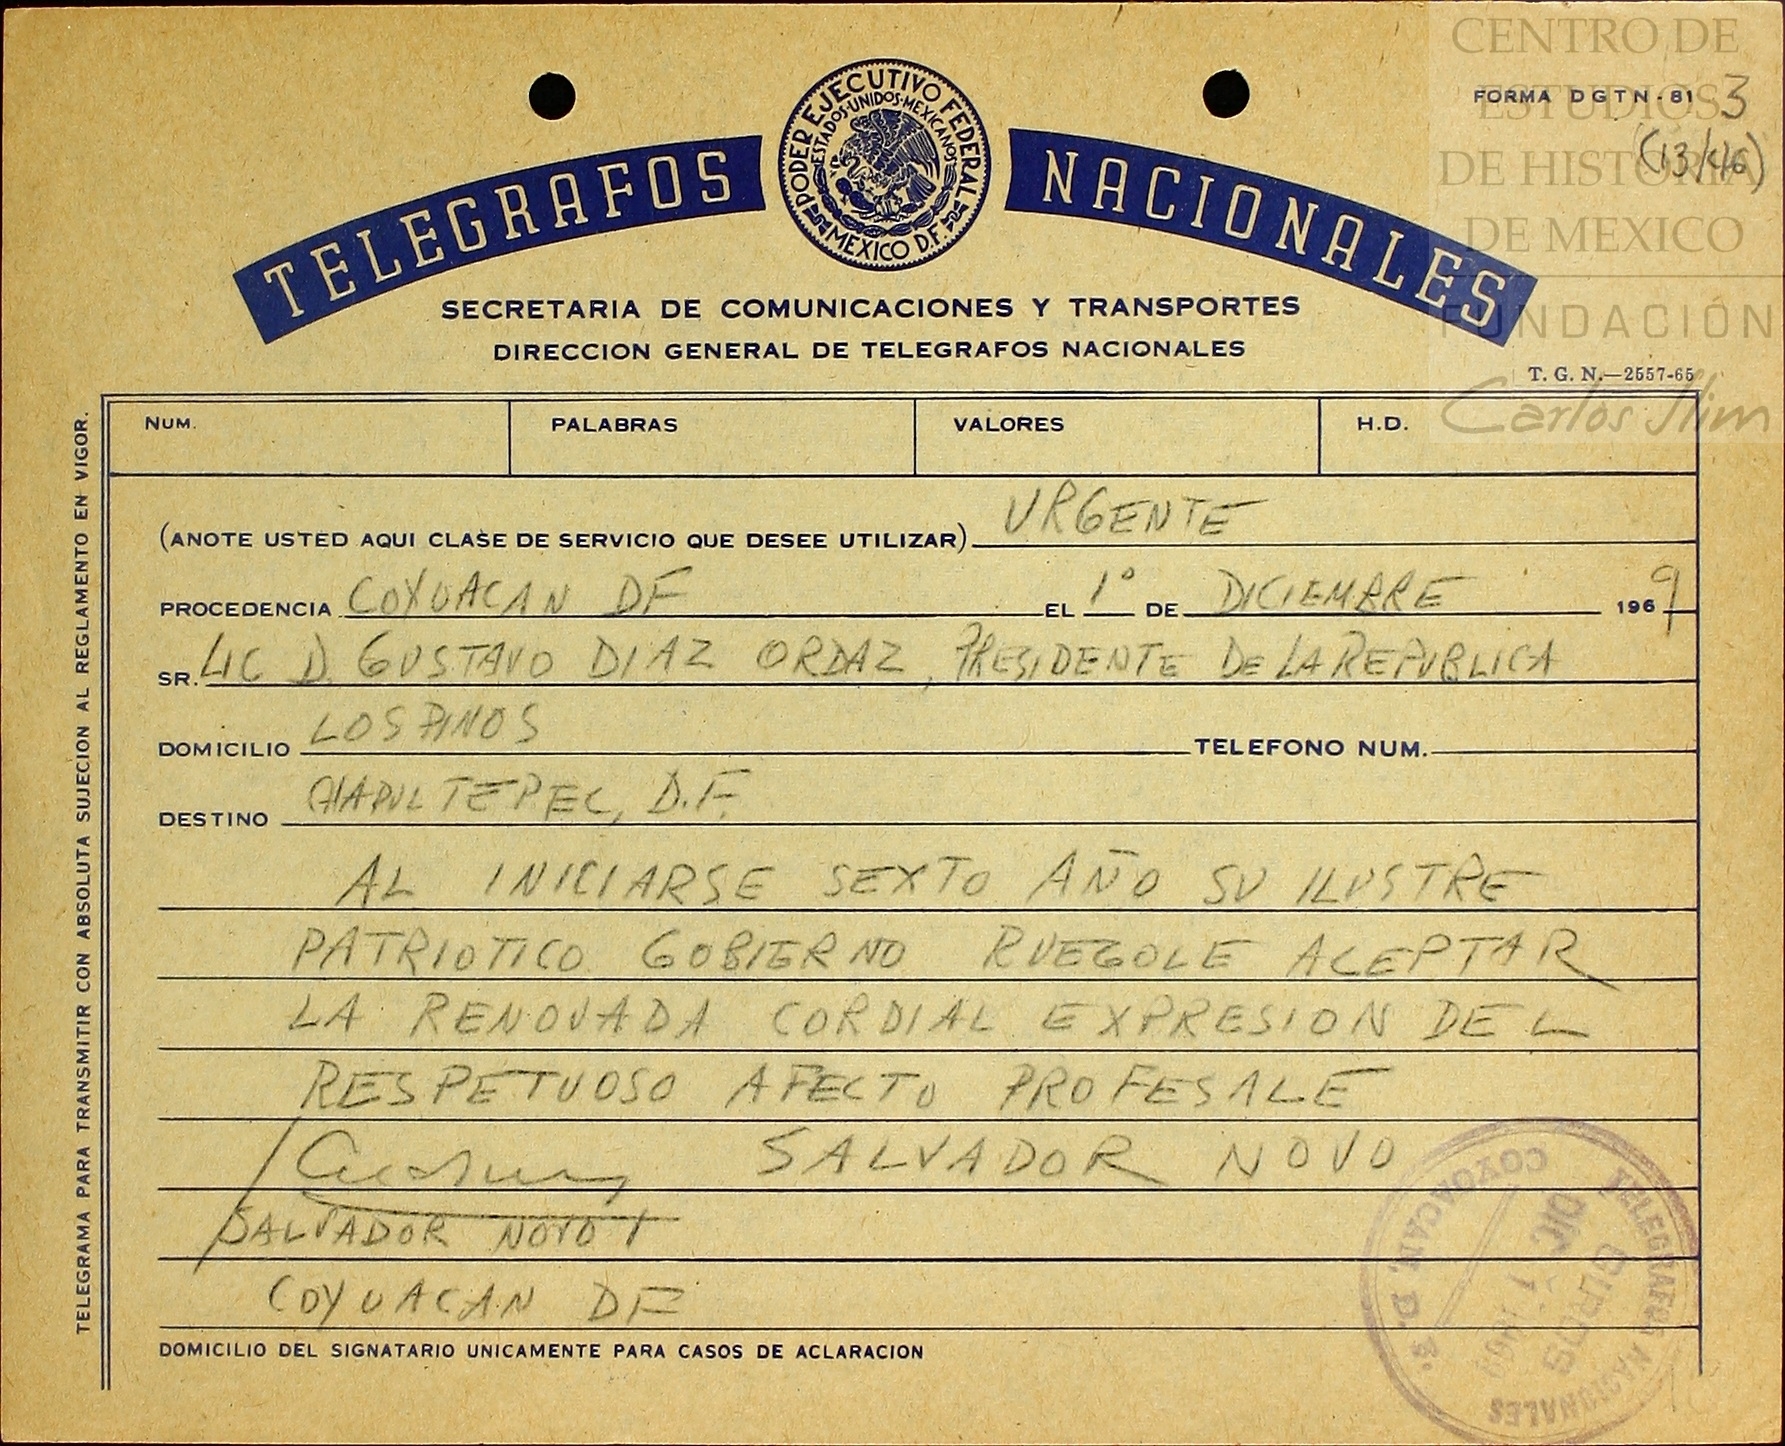 CENTRO DE
ESTUDIOS
DE HISTORIA
DE MEXICO
FUNDACIÓN
Carlos Slim
FORMA DGTN-81 3
(13/46)
TELEGRAFOS NACIONALES
PODER EJECUTIVO FEDERAL
ESTADOS·UNIDOS·MEXICANOS
MEXICO D.F.
SECRETARIA DE COMUNICACIONES Y TRANSPORTES
DIRECCION GENERAL DE TELEGRAFOS NACIONALES
T. G. N.—2557-65
NUM. PALABRAS VALORES H.D.
(ANOTE USTED AQUI CLASE DE SERVICIO QUE DESEE UTILIZAR) URGENTE
PROCEDENCIA COYUACAN DF EL 1º DE DICIEMBRE 1969
SR. LIC D. GUSTAVO DIAZ ORDAZ, PRESIDENTE DE LA REPUBLICA
DOMICILIO LOS PINOS TELEFONO NUM.
DESTINO CHAPULTEPEC, D.F.
AL INICIARSE SEXTO AÑO SU ILUSTRE
PATRIOTICO GOBIERNO RUEGOLE ACEPTAR
LA RENOVADA CORDIAL EXPRESION DEL
RESPETUOSO AFECTO PROFESALE
SALVADOR NOVO
SALVADOR NOVO
COYUACAN DF
DOMICILIO DEL SIGNATARIO UNICAMENTE PARA CASOS DE ACLARACION
TELEGRAMA PARA TRANSMITIR CON ABSOLUTA SUJECION AL REGLAMENTO EN VIGOR.
TELEGRAFOS NACIONALES
COYOACAN, D.
DIC 1
GUROS